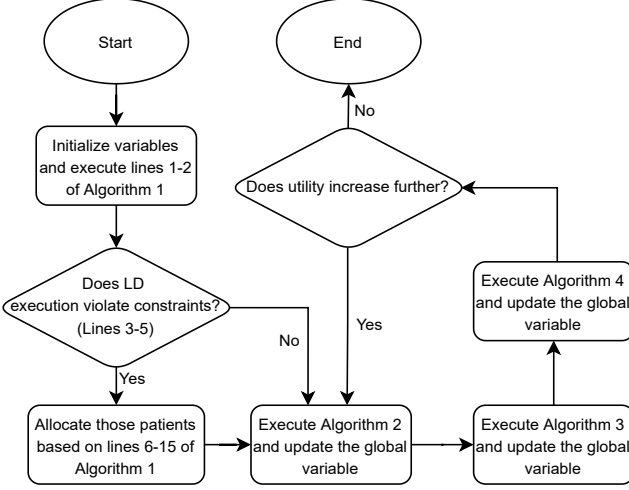 Start
End
Initialize variables
and execute lines 1-2
of Algorithm 1
No
Does utility increase further?
Does LD
execution violate constraints?
(Lines 3-5)
Execute Algorithm 4
and update the global
variable
No
Yes
Yes
Allocate those patients
based on lines 6-15 of
Algorithm 1
Execute Algorithm 2
and update the global
variable
Execute Algorithm 3
and update the global
variable